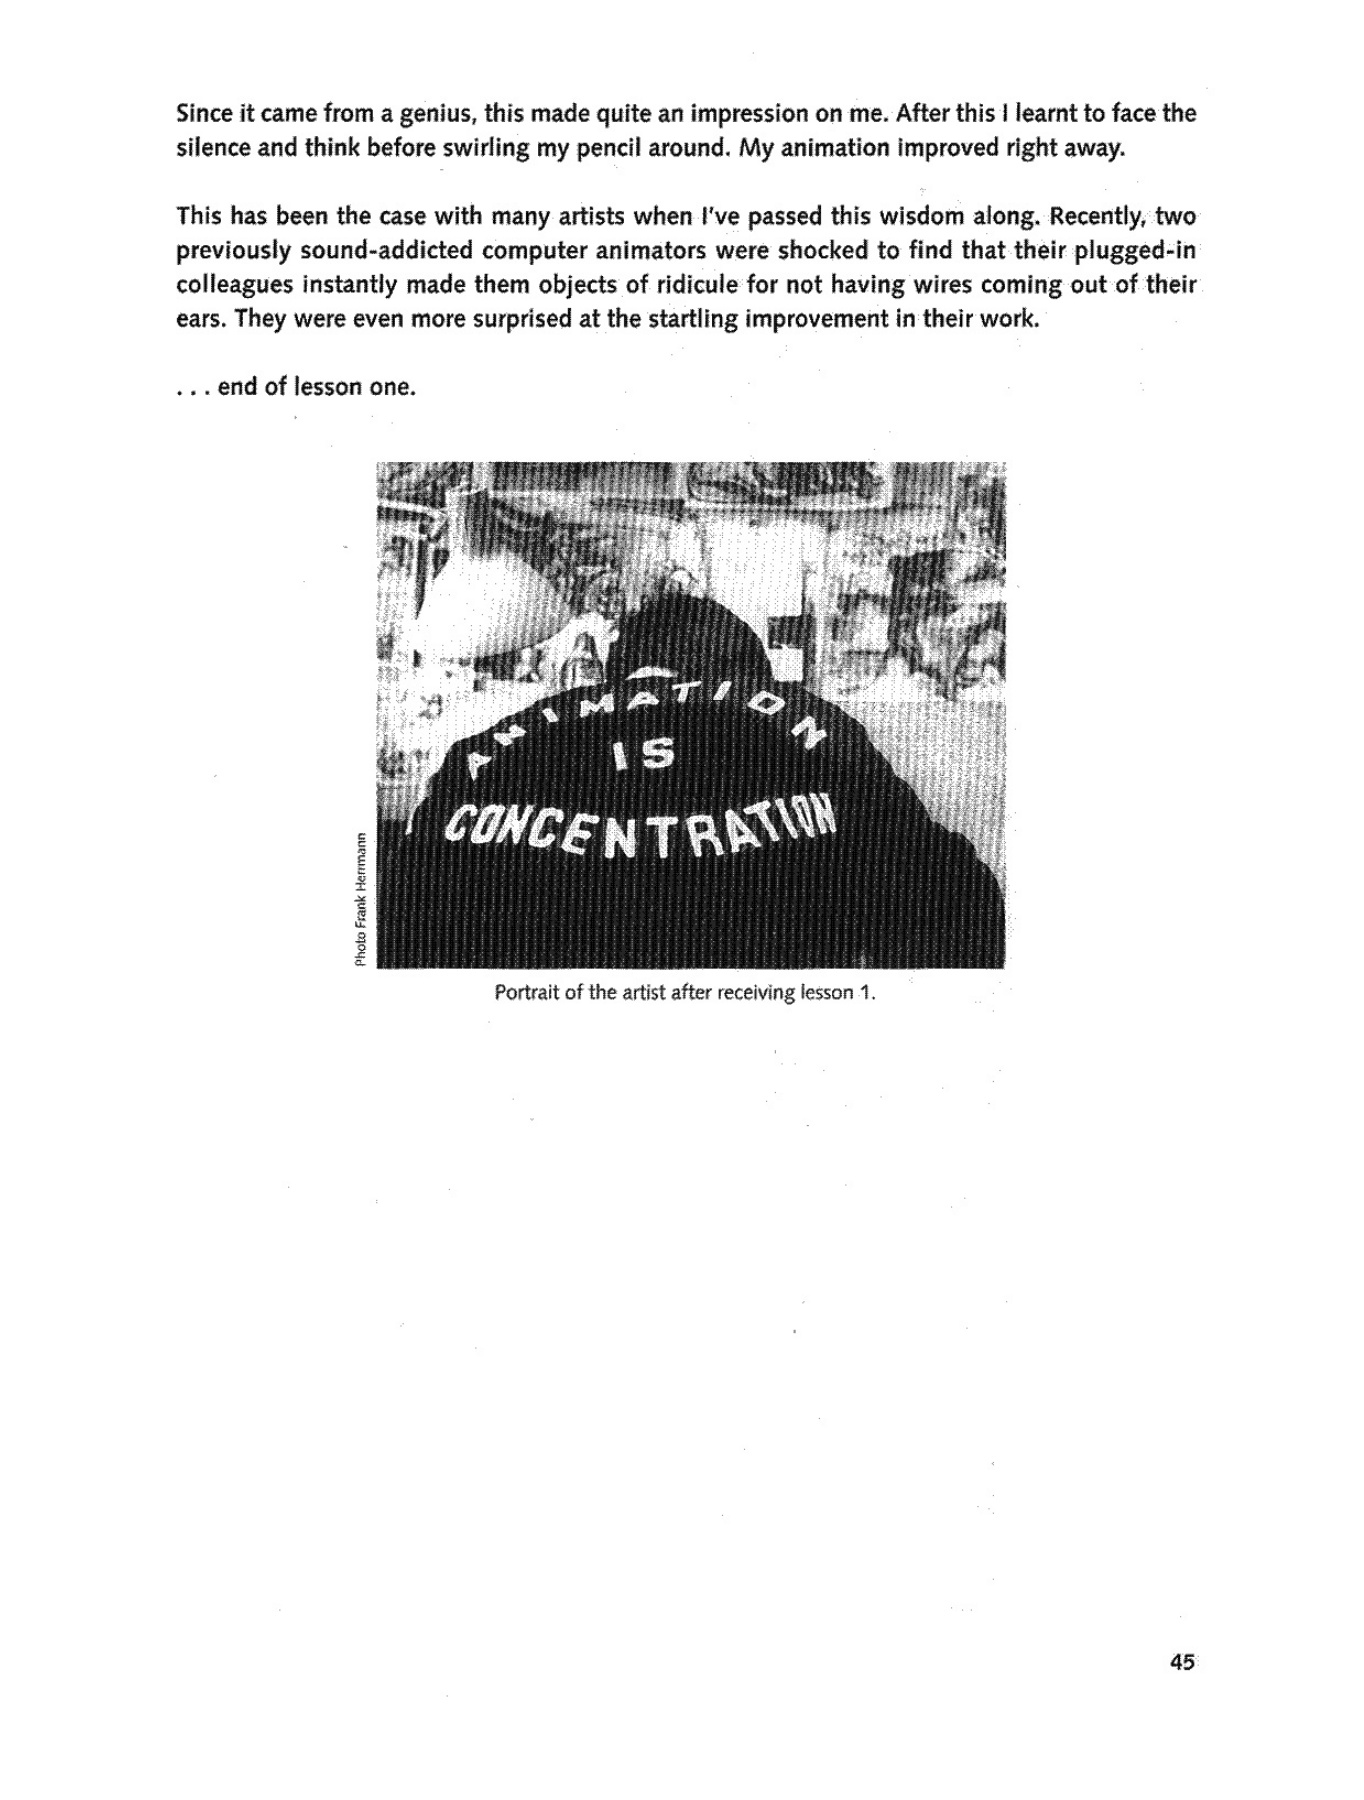 Since it came from a genius, this made quite an impression on me. After this I learnt to face the
silence and think before swirling my pencil around. My animation improved right away.
This has been the case with many artists when I've passed this wisdom along. Recently, two
previously sound-addicted computer animators were shocked to find that their plugged-in
colleagues instantly made them objects of ridicule for not having wires coming out of their
ears. They were even more surprised at the startling improvement in their work.
. . . end of lesson one.
ANIMATION
IS
CONCENTRATION
Photo Frank Herrmann
Portrait of the artist after receiving lesson 1.
45